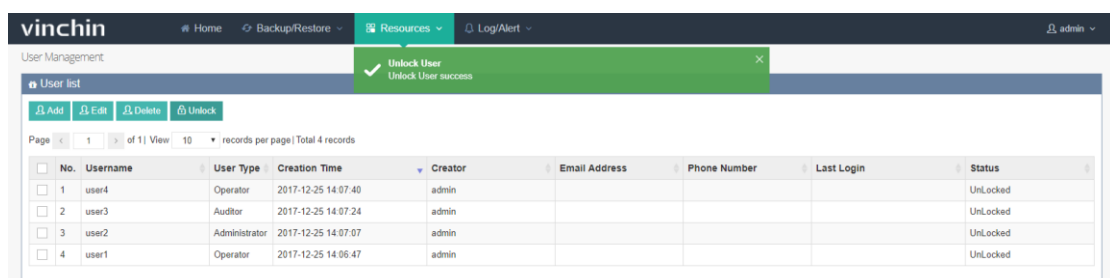 vinchin Home Backup/Restore Resources Log/Alert admin
User Management
Unlock User
Unlock User success
User list
Add Edit Delete Unlock
Page 1 of 1 | View 10 records per page | Total 4 records
No. Username User Type Creation Time Creator Email Address Phone Number Last Login Status
1 user4 Operator 2017-12-25 14:07:40 admin UnLocked
2 user3 Auditor 2017-12-25 14:07:24 admin UnLocked
3 user2 Administrator 2017-12-25 14:07:07 admin UnLocked
4 user1 Operator 2017-12-25 14:06:47 admin UnLocked